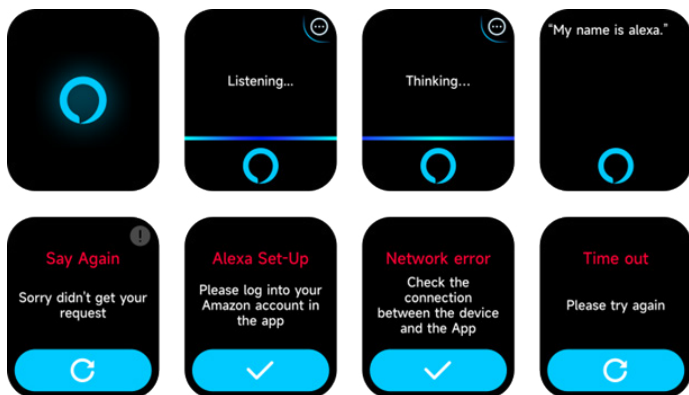 Listening...
Thinking...
“My name is alexa.”
Say Again
Sorry didn't get your
request
Alexa Set-Up
Please log into your
Amazon account in
the app
Network error
Check the
connection
between the device
and the App
Time out
Please try again